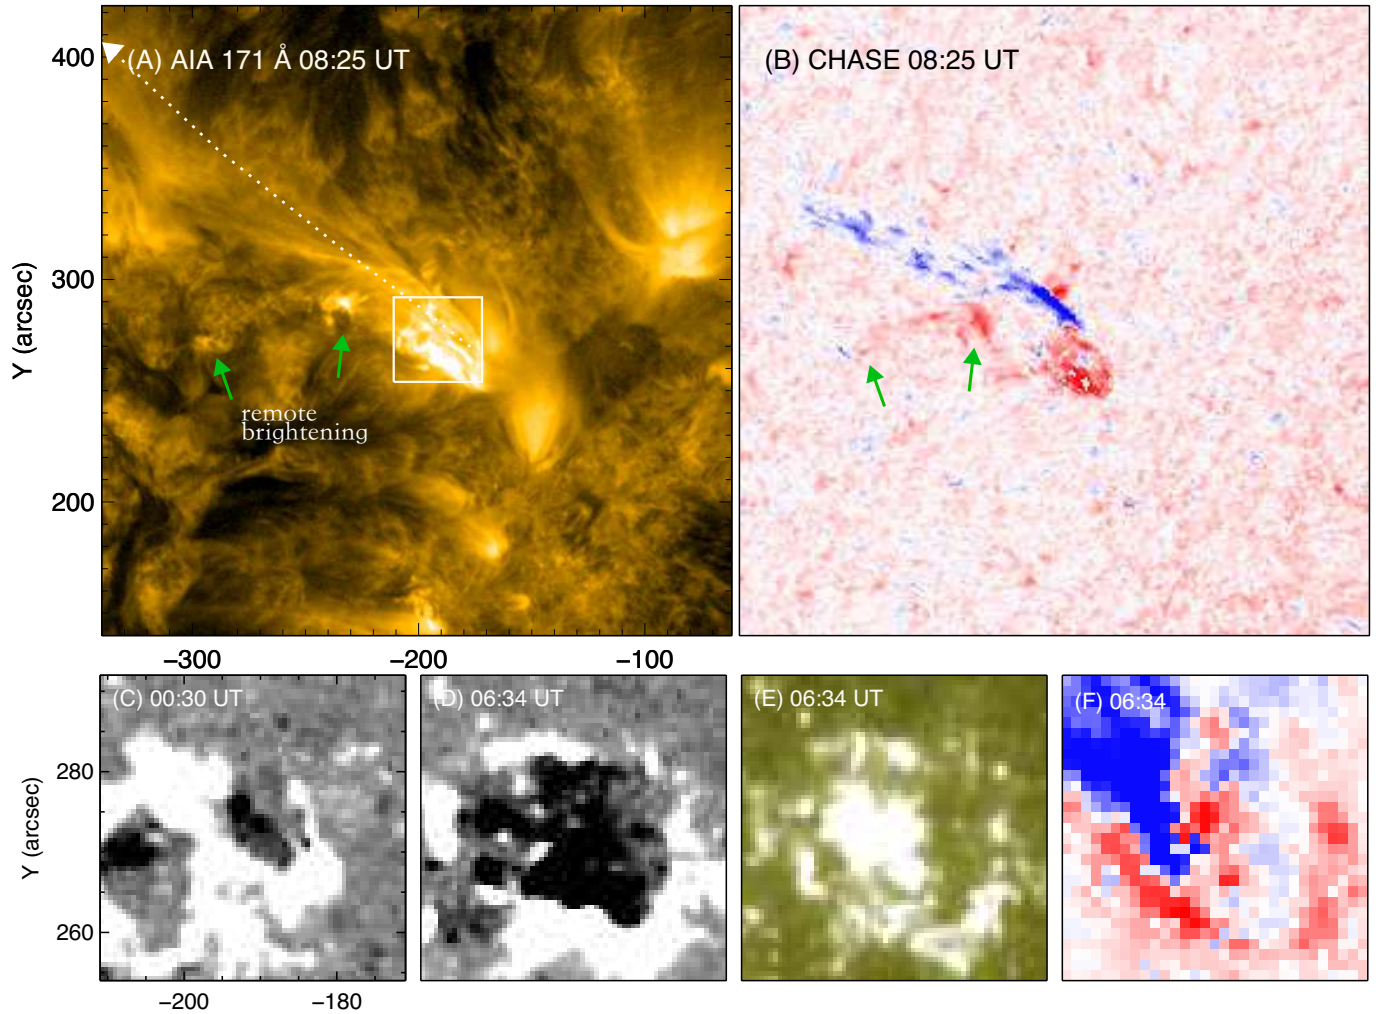 (A) AIA 171 Å 08:25 UT
(B) CHASE 08:25 UT
400
300
200
Y (arcsec)
remote
brightening
−300
−200
−100
(C) 00:30 UT
(D) 06:34 UT
(E) 06:34 UT
(F) 06:34
280
260
Y (arcsec)
−200
−180